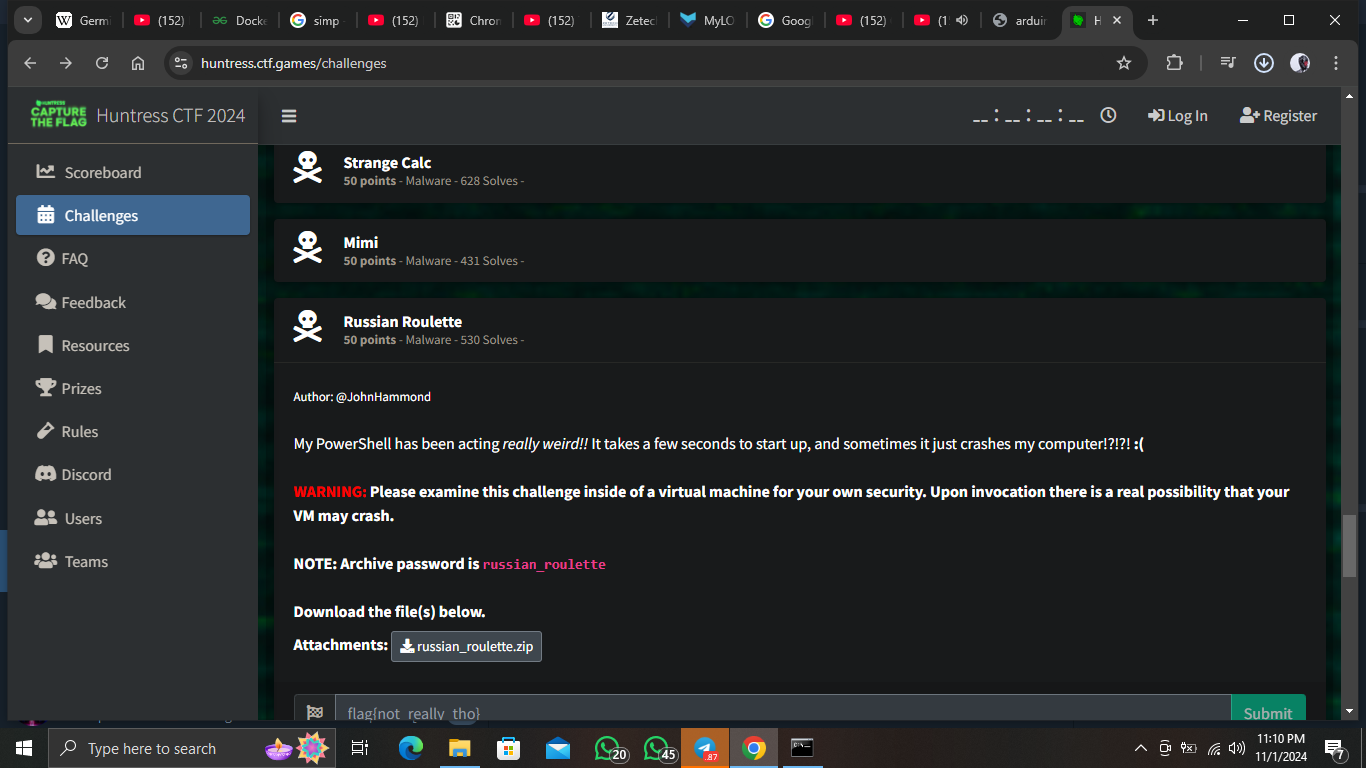 Germi
(152)
Docke
simp
(152)
Chron
(152)
Zetec
MyLO
Goog
(152)
(1
arduir
H
huntress.ctf.games/challenges
HUNTRESS
CAPTURE
THE FLAG
Huntress CTF 2024
-- : -- : -- : --
Log In
Register
Scoreboard
Challenges
FAQ
Feedback
Resources
Prizes
Rules
Discord
Users
Teams
Strange Calc
50 points - Malware - 628 Solves -
Mimi
50 points - Malware - 431 Solves -
Russian Roulette
50 points - Malware - 530 Solves -
Author: @JohnHammond
My PowerShell has been acting really weird!! It takes a few seconds to start up, and sometimes it just crashes my computer!?!?! :(
WARNING: Please examine this challenge inside of a virtual machine for your own security. Upon invocation there is a real possibility that your
VM may crash.
NOTE: Archive password is russian_roulette
Download the file(s) below.
Attachments: russian_roulette.zip
flag{not_really_tho}
Submit
Type here to search
20
45
.87
11:10 PM
11/1/2024
7